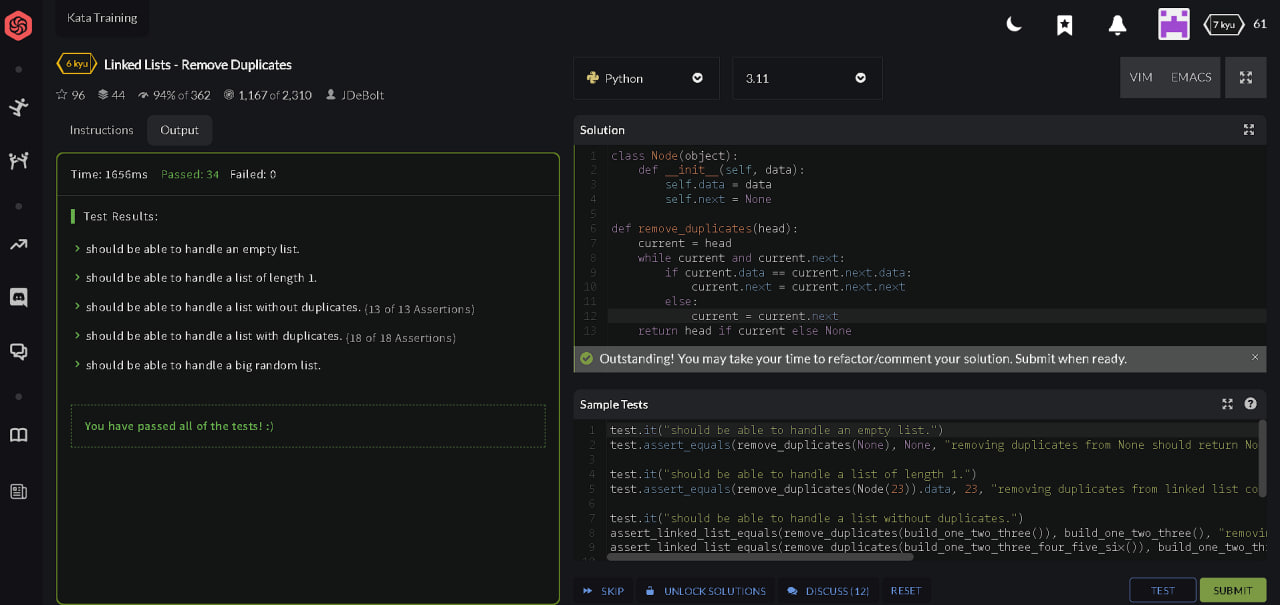 Kata Training
7 kyu 61
6 kyu Linked Lists - Remove Duplicates
96 44 94% of 362 1,167 of 2,310 JDeBolt
Instructions Output
Time: 1656ms Passed: 34 Failed: 0
Test Results:
should be able to handle an empty list.
should be able to handle a list of length 1.
should be able to handle a list without duplicates. (13 of 13 Assertions)
should be able to handle a list with duplicates. (18 of 18 Assertions)
should be able to handle a big random list.
You have passed all of the tests! :)
Python 3.11 VIM EMACS
Solution
1 class Node(object):
2     def __init__(self, data):
3         self.data = data
4         self.next = None
5
6 def remove_duplicates(head):
7     current = head
8     while current and current.next:
9         if current.data == current.next.data:
10             current.next = current.next.next
11         else:
12             current = current.next
13     return head if current else None
Outstanding! You may take your time to refactor/comment your solution. Submit when ready.
Sample Tests
1 test.it("should be able to handle an empty list.")
2 test.assert_equals(remove_duplicates(None), None, "removing duplicates from None should return No
3
4 test.it("should be able to handle a list of length 1.")
5 test.assert_equals(remove_duplicates(Node(23)).data, 23, "removing duplicates from linked list co
6
7 test.it("should be able to handle a list without duplicates.")
8 assert_linked_list_equals(remove_duplicates(build_one_two_three()), build_one_two_three(), "removi
9 assert_linked_list_equals(remove_duplicates(build_one_two_three_four_five_six()), build_one_two_th
SKIP UNLOCK SOLUTIONS DISCUSS (12) RESET TEST SUBMIT